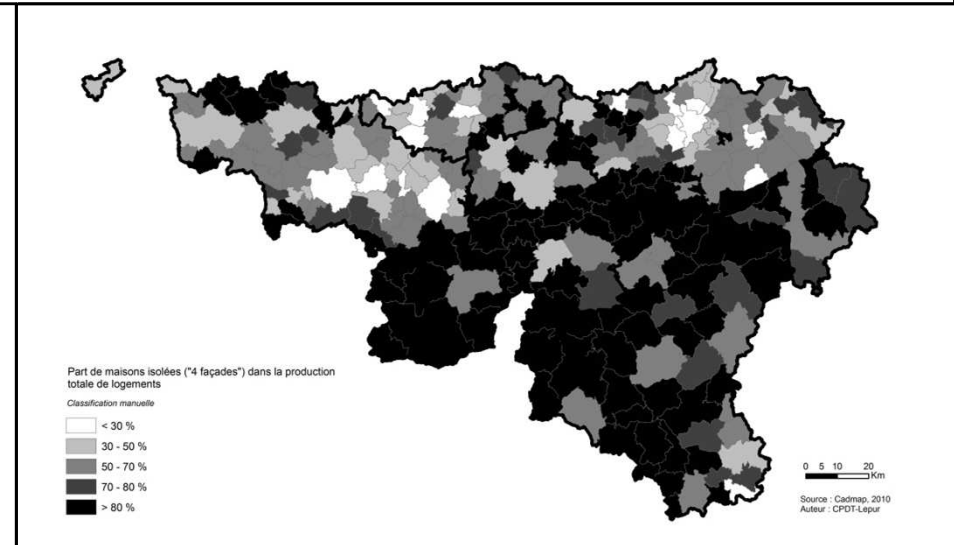 Part de maisons isolées ("4 façades") dans la production
totale de logements
Classification manuelle
< 30 %
30 - 50 %
50 - 70 %
70 - 80 %
> 80 %
0 5 10 20
Km
Source : Cadmap, 2010
Auteur : CPDT-Lepur